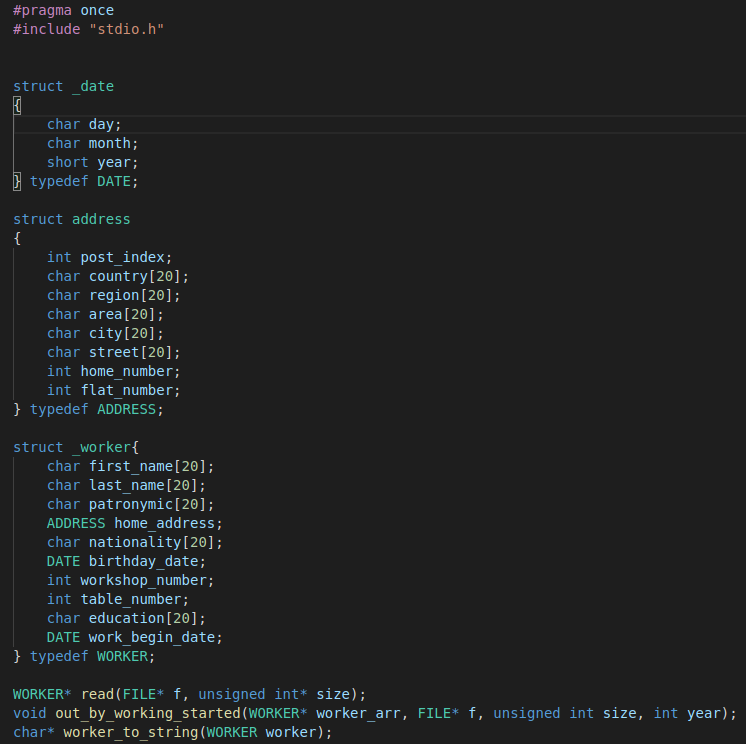 #pragma once
#include "stdio.h"
struct _date
{
char day;
char month;
short year;
} typedef DATE;
struct address
{
int post_index;
char country[20];
char region[20];
char area[20];
char city[20];
char street[20];
int home_number;
int flat_number;
} typedef ADDRESS;
struct _worker{
char first_name[20];
char last_name[20];
char patronymic[20];
ADDRESS home_address;
char nationality[20];
DATE birthday_date;
int workshop_number;
int table_number;
char education[20];
DATE work_begin_date;
} typedef WORKER;
WORKER* read(FILE* f, unsigned int* size);
void out_by_working_started(WORKER* worker_arr, FILE* f, unsigned int size, int year);
char* worker_to_string(WORKER worker);